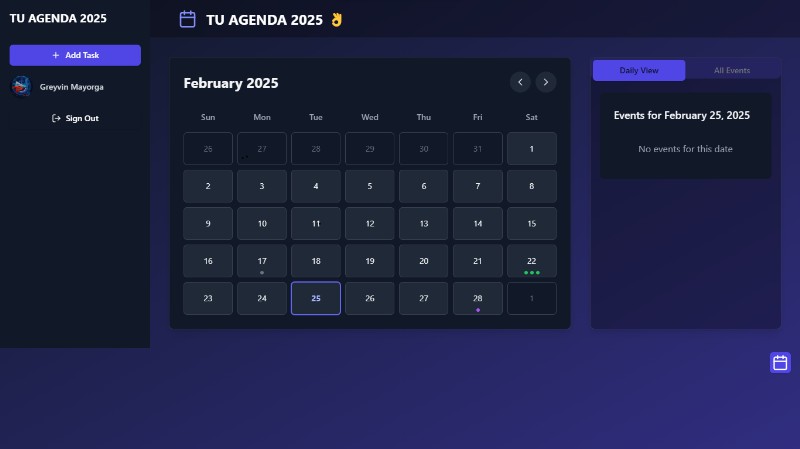 TU AGENDA 2025
+ Add Task
Greyvin Mayorga
Sign Out
TU AGENDA 2025 👌
February 2025
Sun Mon Tue Wed Thu Fri Sat
26 27 28 29 30 31 1
2 3 4 5 6 7 8
9 10 11 12 13 14 15
16 17 18 19 20 21 22
23 24 25 26 27 28 1
Daily View All Events
Events for February 25, 2025
No events for this date